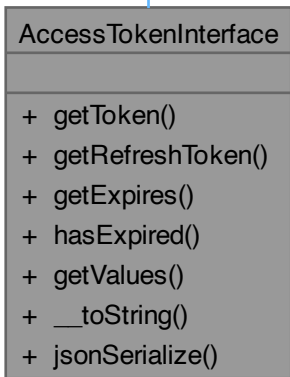 AccessTokenInterface
+ getToken()
+ getRefreshToken()
+ getExpires()
+ hasExpired()
+ getValues()
+ __toString()
+ jsonSerialize()